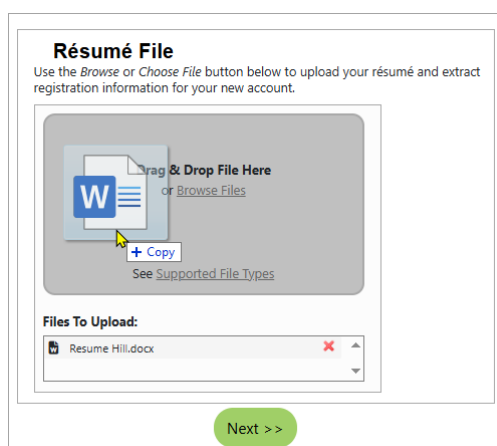 Résumé File
Use the Browse or Choose File button below to upload your résumé and extract
registration information for your new account.
Drag & Drop File Here
or Browse Files
W
+ Copy
See Supported File Types
Files To Upload:
Resume Hill.docx
Next >>